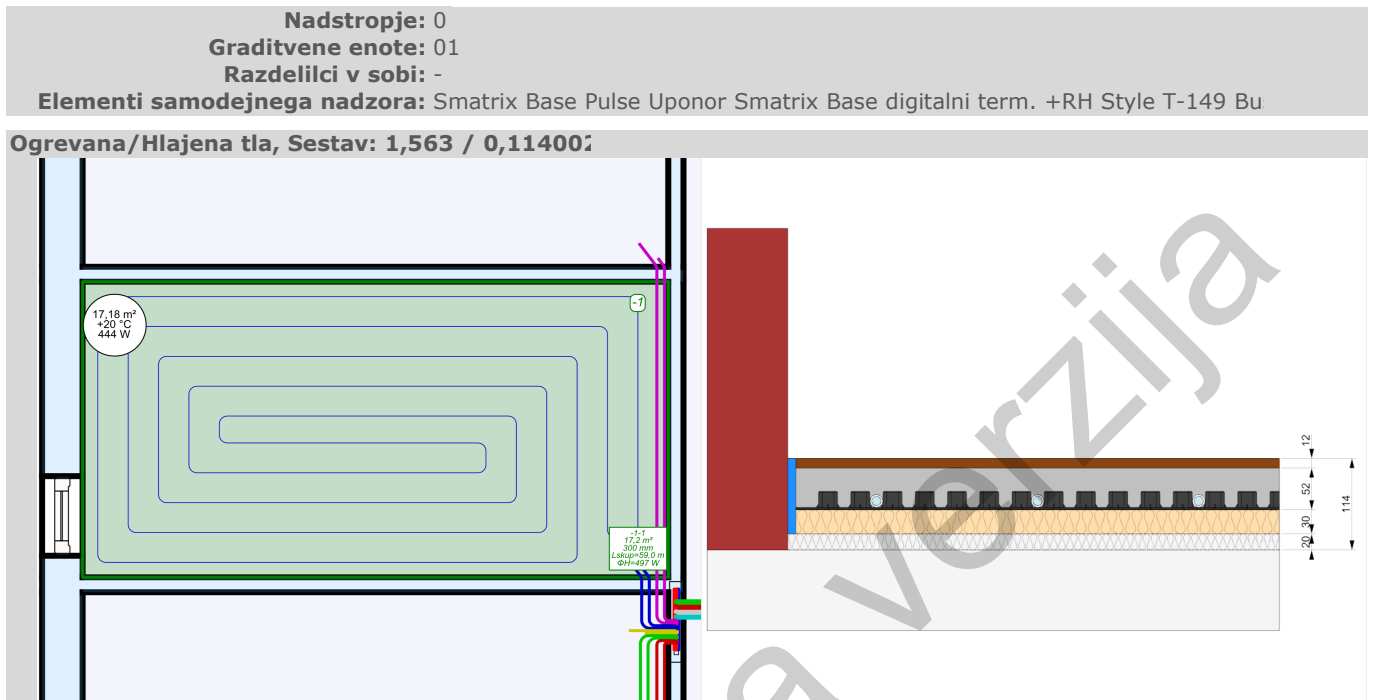 Nadstropje: 0
Graditvene enote: 01
Razdelilci v sobi: -
Elementi samodejnega nadzora: Smatrix Base Pulse Uponor Smatrix Base digitalni term. +RH Style T-149 Bu
Ogrevana/Hlajena tla, Sestav: 1,563 / 0,114002
17,18 m²
+20 °C
444 W
-1
-1-1
17,2 m²
300 mm
Lskup=59,0 m
ΦH=497 W
12
52
30
20
114
a verzija